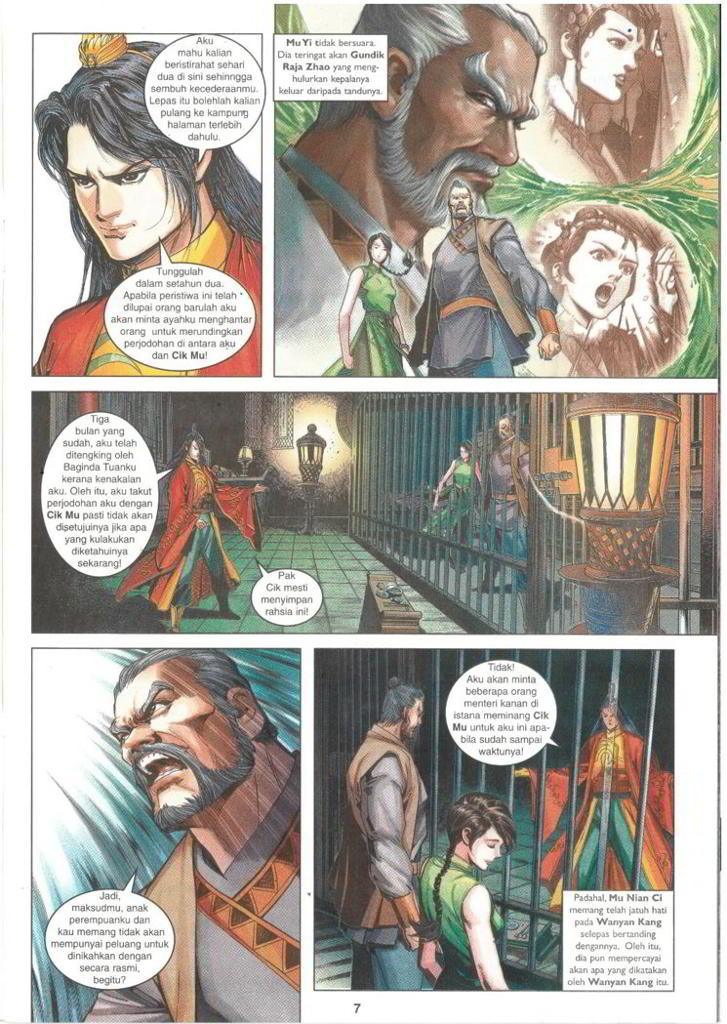 Aku
mahu kalian
beristirahat sehari
dua di sini sehinngga
sembuh kecederaanmu.
Lepas itu bolehlah kalian
pulang ke kampung
halaman terlebih
dahulu.
Tunggulah
dalam setahun dua.
Apabila peristiwa ini telah
dilupai orang barulah aku
akan minta ayahku menghantar
orang untuk merundingkan
perjodohan di antara aku
dan Cik Mu!
Mu Yi tidak bersuara.
Dia teringat akan Gundik
Raja Zhao yang meng-
hulurkan kepalanya
keluar daripada tandunya.
Tiga
bulan yang
sudah, aku telah
ditengking oleh
Baginda Tuanku
kerana kenakalan
aku. Oleh itu, aku takut
perjodohan aku dengan
Cik Mu pasti tidak akan
disetujuinya jika apa
yang kulakukan
diketahuinya
sekarang!
Pak
Cik mesti
menyimpan
rahsia ini!
Jadi,
maksudmu, anak
perempuanku dan
kau memang tidak akan
mempunyai peluang untuk
dinikahkan dengan
secara rasmi,
begitu?
Tidak!
Aku akan minta
beberapa orang
menteri kanan di
istana meminang Cik
Mu untuk aku ini apa-
bila sudah sampai
waktunya!
Padahal, Mu Nian Ci
memang telah jatuh hati
pada Wanyan Kang
selepas bertanding
dengannya. Oleh itu,
dia pun mempercayai
akan apa yang dikatakan
oleh Wanyan Kang itu.
7